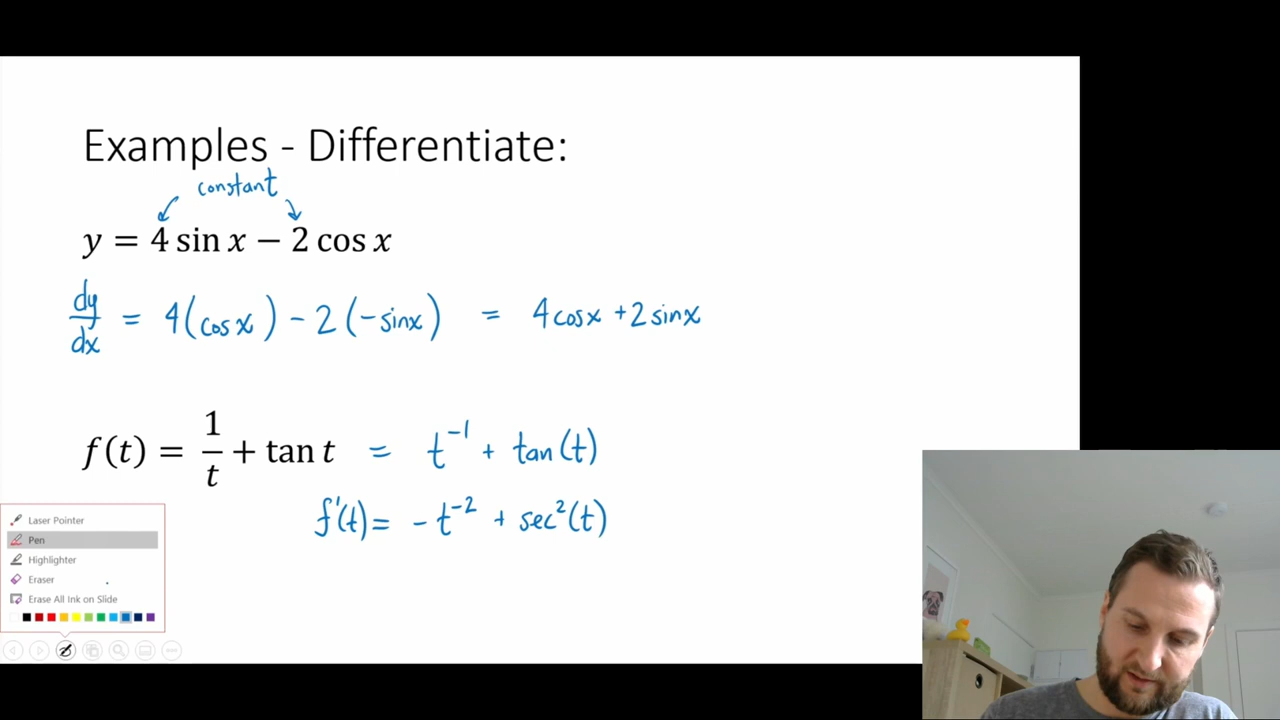 Examples - Differentiate:
constant
y = 4 sin x − 2 cos x
dy/dx = 4(cos x) - 2(-sinx) = 4cosx + 2sinx
f(t) = 1/t + tan t = t⁻¹ + tan(t)
f'(t) = -t⁻² + sec²(t)
Laser Pointer
Pen
Highlighter
Eraser
Erase All Ink on Slide